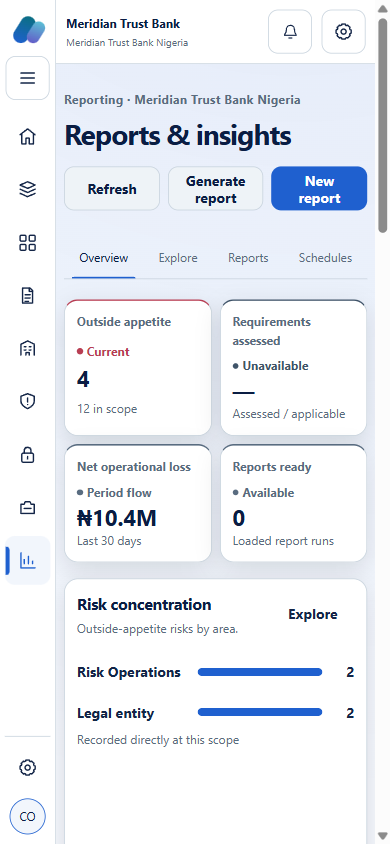 Meridian Trust Bank
Meridian Trust Bank Nigeria
Reporting · Meridian Trust Bank Nigeria
Reports & insights
Refresh
Generate
report
New
report
Overview
Explore
Reports
Schedules
Outside appetite
Current
4
12 in scope
Requirements
assessed
Unavailable
—
Assessed / applicable
Net operational loss
Period flow
₦10.4M
Last 30 days
Reports ready
Available
0
Loaded report runs
Risk concentration
Outside-appetite risks by area.
Explore
Risk Operations 2
Legal entity 2
Recorded directly at this scope
CO